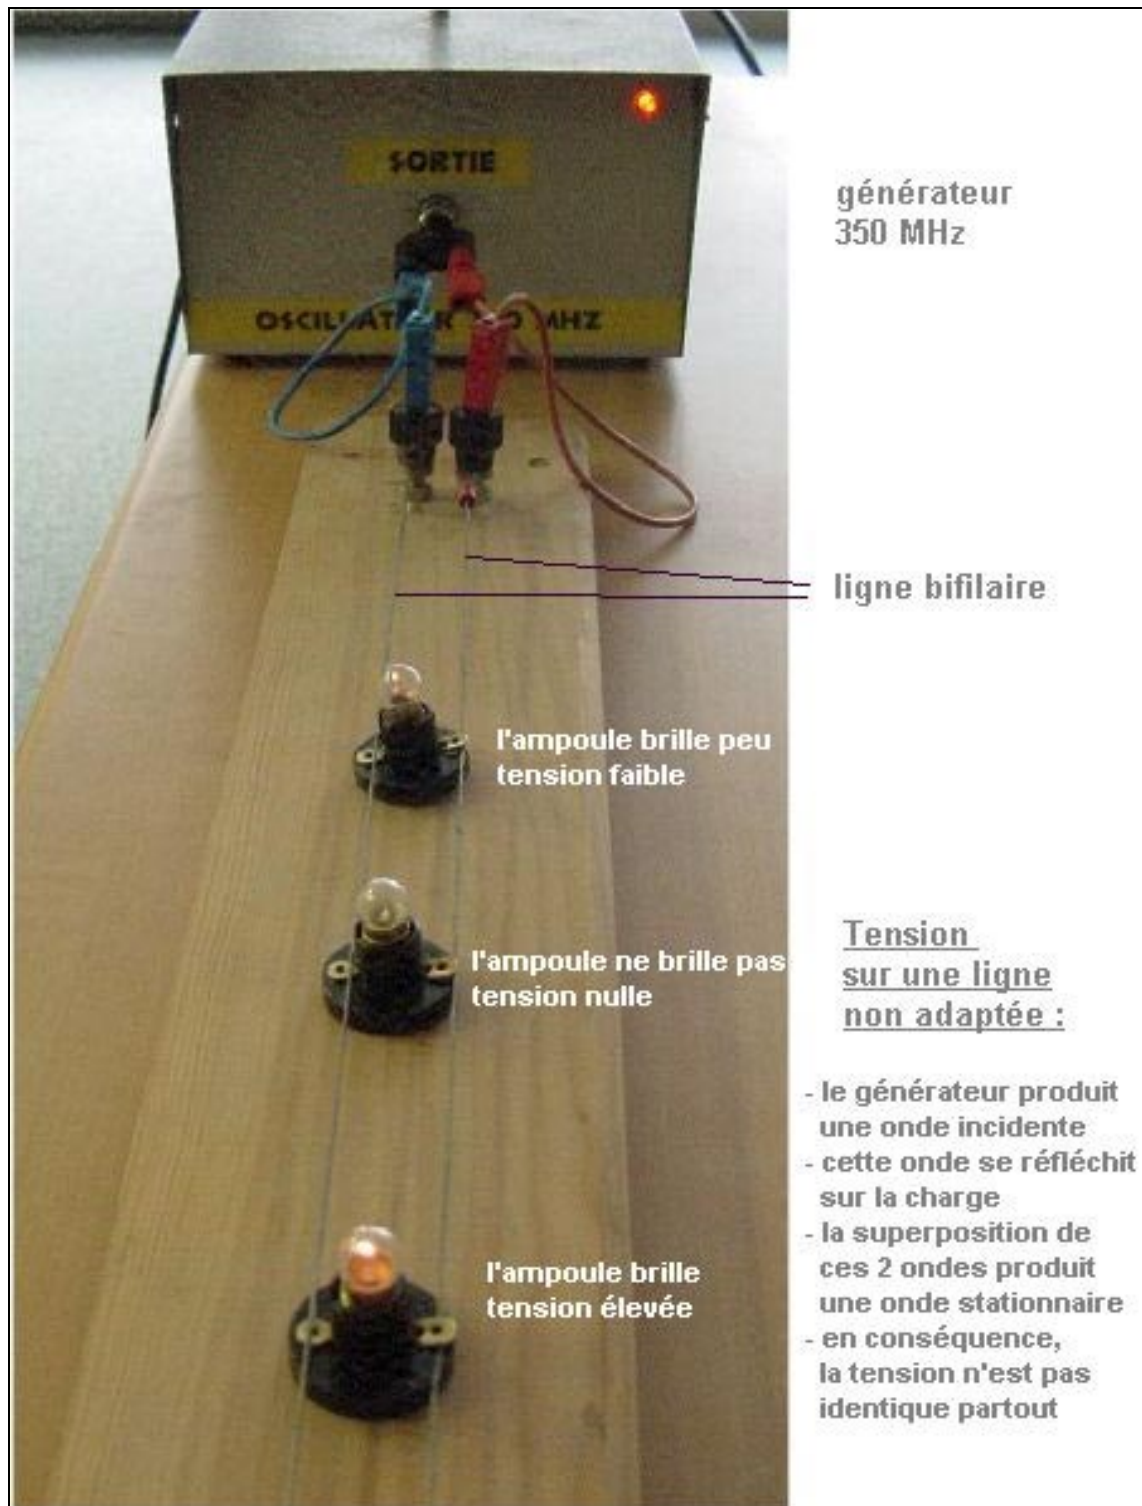 SORTIE
générateur
350 MHz
MHZ
ligne bifilaire
l'ampoule brille peu
tension faible
l'ampoule ne brille pas
tension nulle
Tension
sur une ligne
non adaptée :
- le générateur produit
une onde incidente
- cette onde se réfléchit
sur la charge
- la superposition de
ces 2 ondes produit
une onde stationnaire
- en conséquence,
la tension n'est pas
identique partout
l'ampoule brille
tension élevée